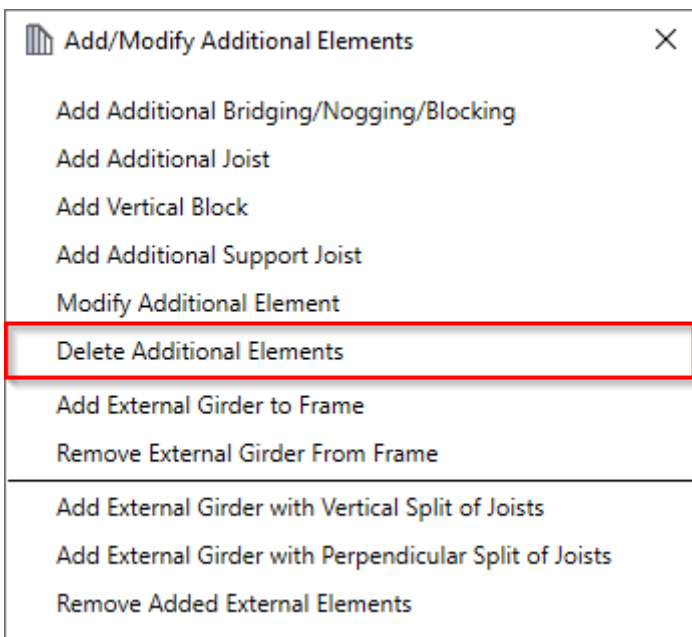 Add/Modify Additional Elements
Add Additional Bridging/Nogging/Blocking
Add Additional Joist
Add Vertical Block
Add Additional Support Joist
Modify Additional Element
Delete Additional Elements
Add External Girder to Frame
Remove External Girder From Frame
Add External Girder with Vertical Split of Joists
Add External Girder with Perpendicular Split of Joists
Remove Added External Elements